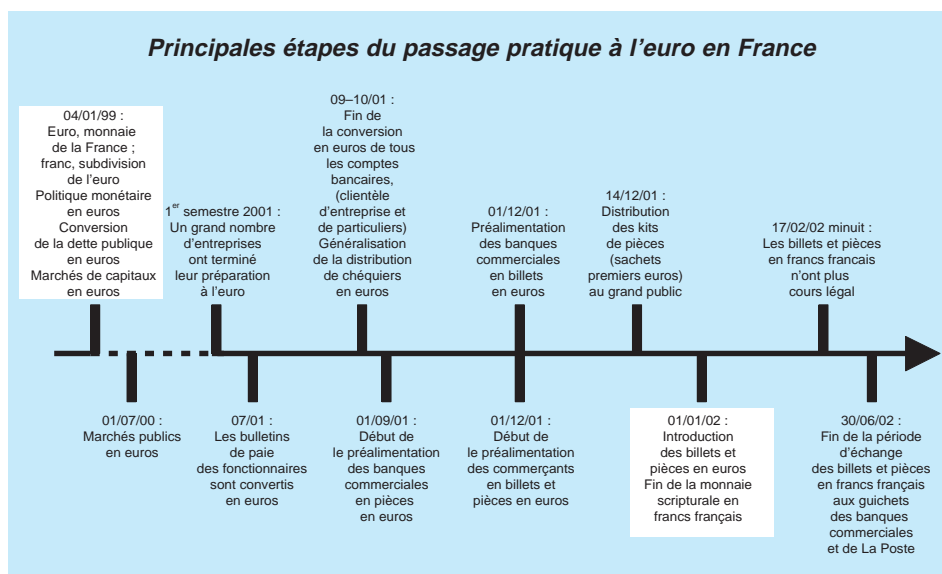 Principales étapes du passage pratique à l'euro en France
04/01/99 :
Euro, monnaie
de la France ;
franc, subdivision
de l'euro
Politique monétaire
en euros
Conversion
de la dette publique
en euros
Marchés de capitaux
en euros
1er semestre 2001 :
Un grand nombre
d'entreprises
ont terminé
leur préparation
à l'euro
09–10/01 :
Fin de
la conversion
en euros de tous
les comptes
bancaires,
(clientèle
d'entreprise et
de particuliers)
Généralisation
de la distribution
de chéquiers
en euros
01/12/01 :
Préalimentation
des banques
commerciales
en billets
en euros
14/12/01 :
Distribution
des kits
de pièces
(sachets
premiers euros)
au grand public
17/02/02 minuit :
Les billets et pièces
en francs francais
n'ont plus
cours légal
01/07/00 :
Marchés publics
en euros
07/01 :
Les bulletins
de paie
des fonctionnaires
sont convertis
en euros
01/09/01 :
Début de
le préalimentation
des banques
commerciales
en pièces
en euros
01/12/01 :
Début de
le préalimentation
des commerçants
en billets et
pièces en euros
01/01/02 :
Introduction
des billets et
pièces en euros
Fin de la monnaie
scripturale en
francs français
30/06/02 :
Fin de la période
d'échange
des billets et pièces
en francs français
aux guichets
des banques
commerciales
et de La Poste